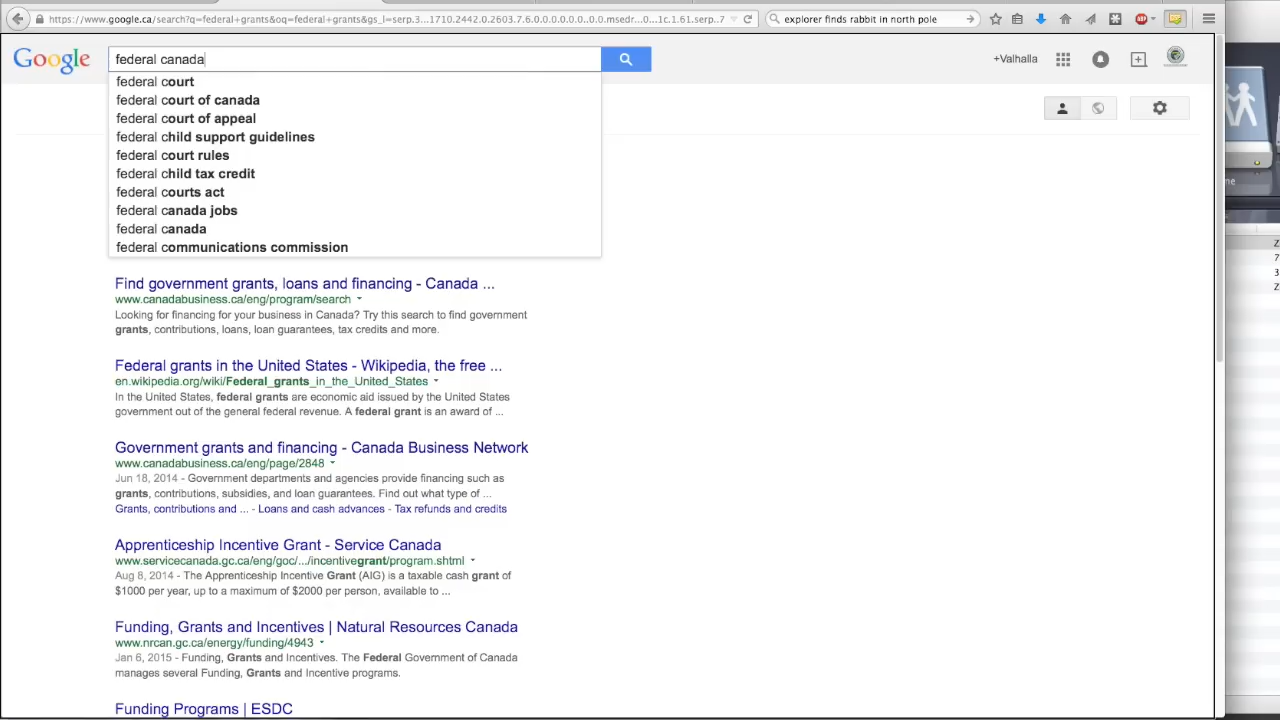 https://www.google.ca/search?q=federal+grants&oq=federal+grants&gs_l=serp.3...1710.2442.0.2603.7.6.0.0.0.0.0.0..0.0.msedr...0...1c.1.61.serp..7
explorer finds rabbit in north pole
Google
federal canada
+Valhalla
federal court
federal court of canada
federal court of appeal
federal child support guidelines
federal court rules
federal child tax credit
federal courts act
federal canada jobs
federal canada
federal communications commission
Find government grants, loans and financing - Canada ...
www.canadabusiness.ca/eng/program/search
Looking for financing for your business in Canada? Try this search to find government
grants, contributions, loans, loan guarantees, tax credits and more.
Federal grants in the United States - Wikipedia, the free ...
en.wikipedia.org/wiki/Federal_grants_in_the_United_States
In the United States, federal grants are economic aid issued by the United States
government out of the general federal revenue. A federal grant is an award of ...
Government grants and financing - Canada Business Network
www.canadabusiness.ca/eng/page/2848
Jun 18, 2014 - Government departments and agencies provide financing such as
grants, contributions, subsidies, and loan guarantees. Find out what type of ...
Grants, contributions and ... - Loans and cash advances - Tax refunds and credits
Apprenticeship Incentive Grant - Service Canada
www.servicecanada.gc.ca/eng/goc/.../incentivegrant/program.shtml
Aug 8, 2014 - The Apprenticeship Incentive Grant (AIG) is a taxable cash grant of
$1000 per year, up to a maximum of $2000 per person, available to ...
Funding, Grants and Incentives | Natural Resources Canada
www.nrcan.gc.ca/energy/funding/4943
Jan 6, 2015 - Funding, Grants and Incentives. The Federal Government of Canada
manages several Funding, Grants and Incentive programs.
Funding Programs | ESDC